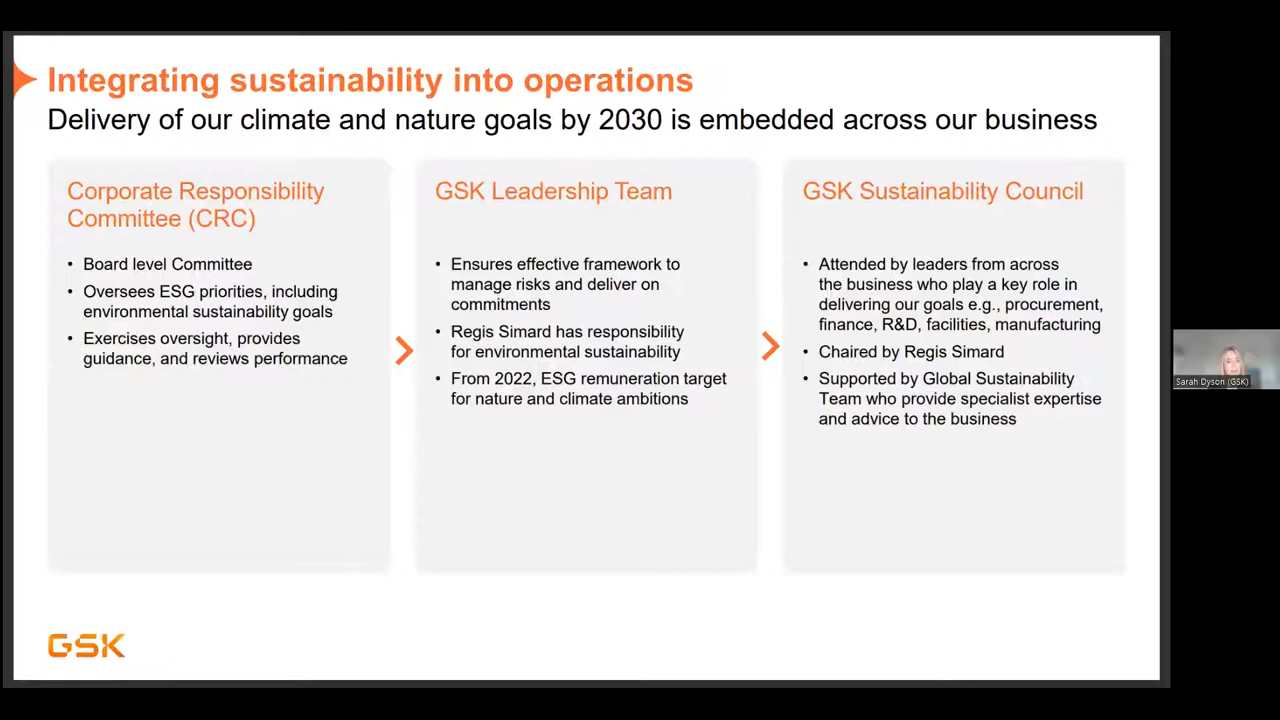 Integrating sustainability into operations
Delivery of our climate and nature goals by 2030 is embedded across our business
Corporate Responsibility
Committee (CRC)
• Board level Committee
• Oversees ESG priorities, including
environmental sustainability goals
• Exercises oversight, provides
guidance, and reviews performance
GSK Leadership Team
• Ensures effective framework to
manage risks and deliver on
commitments
• Regis Simard has responsibility
for environmental sustainability
• From 2022, ESG remuneration target
for nature and climate ambitions
GSK Sustainability Council
• Attended by leaders from across
the business who play a key role in
delivering our goals e.g., procurement,
finance, R&D, facilities, manufacturing
• Chaired by Regis Simard
• Supported by Global Sustainability
Team who provide specialist expertise
and advice to the business
GSK
Sarah Dyson (GSK)